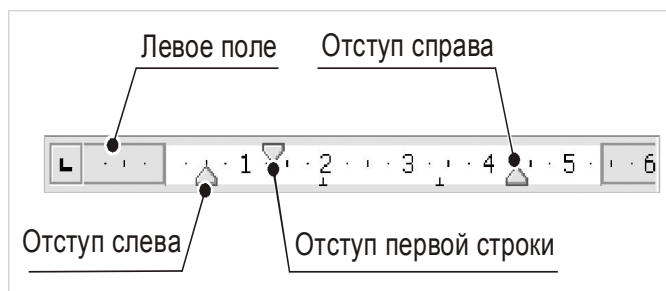 Левое поле
Отступ справа
1 2 3 4 5 6
Отступ слева
Отступ первой строки